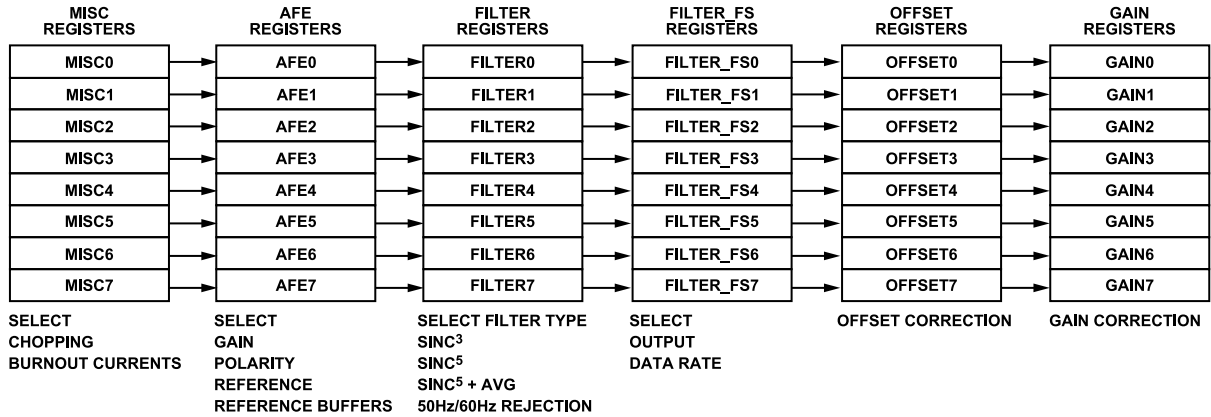 MISC
REGISTERS
AFE
REGISTERS
FILTER
REGISTERS
FILTER_FS
REGISTERS
OFFSET
REGISTERS
GAIN
REGISTERS
MISC0 AFE0 FILTER0 FILTER_FS0 OFFSET0 GAIN0
MISC1 AFE1 FILTER1 FILTER_FS1 OFFSET1 GAIN1
MISC2 AFE2 FILTER2 FILTER_FS2 OFFSET2 GAIN2
MISC3 AFE3 FILTER3 FILTER_FS3 OFFSET3 GAIN3
MISC4 AFE4 FILTER4 FILTER_FS4 OFFSET4 GAIN4
MISC5 AFE5 FILTER5 FILTER_FS5 OFFSET5 GAIN5
MISC6 AFE6 FILTER6 FILTER_FS6 OFFSET6 GAIN6
MISC7 AFE7 FILTER7 FILTER_FS7 OFFSET7 GAIN7
SELECT
CHOPPING
BURNOUT CURRENTS
SELECT
GAIN
POLARITY
REFERENCE
REFERENCE BUFFERS
SELECT FILTER TYPE
SINC³
SINC⁵
SINC⁵ + AVG
50Hz/60Hz REJECTION
SELECT
OUTPUT
DATA RATE
OFFSET CORRECTION
GAIN CORRECTION